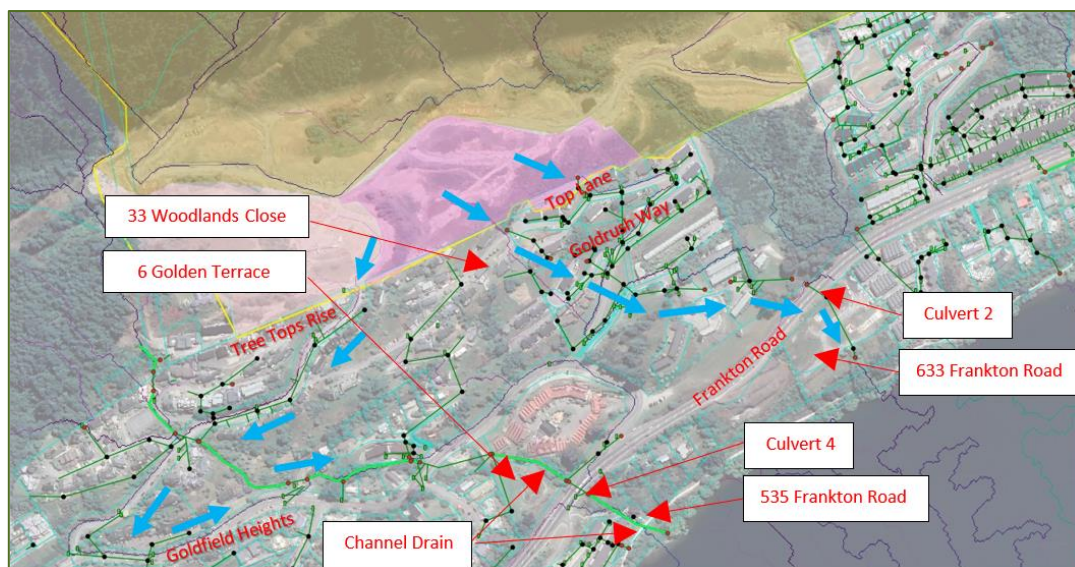 Top Lane
33 Woodlands Close
Goldrush Way
6 Golden Terrace
Culvert 2
Tree Tops Rise
Frankton Road
633 Frankton Road
Culvert 4
535 Frankton Road
Goldfield Heights
Channel Drain